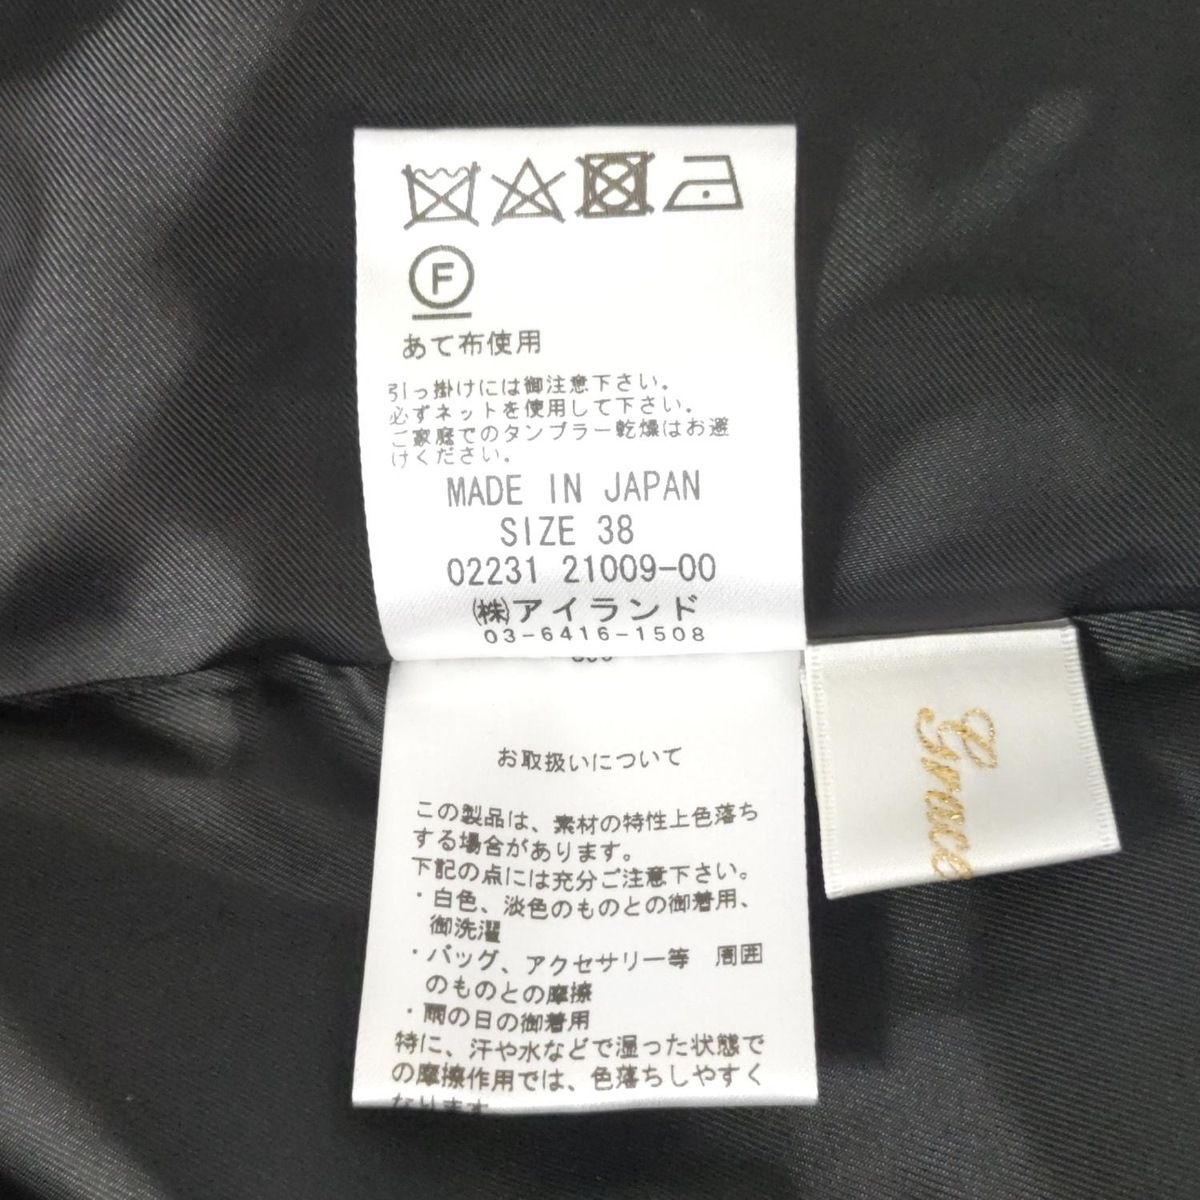 F
あて布使用
引っ掛けには御注意下さい。
必ずネットを使用して下さい。
ご家庭でのタンブラー乾燥はお避
けください。
MADE IN JAPAN
SIZE 38
02231 21009-00
㈱アイランド
03-6416-1508
お取扱いについて
この製品は、素材の特性上色落ち
する場合があります。
下記の点には充分ご注意下さい。
・白色、淡色のものとの御着用、
御洗濯
・バッグ、アクセサリー等 周囲
のものとの摩擦
・雨の日の御着用
特に、汗や水などで湿った状態で
の摩擦作用では、色落ちしやすく
なります
Grace